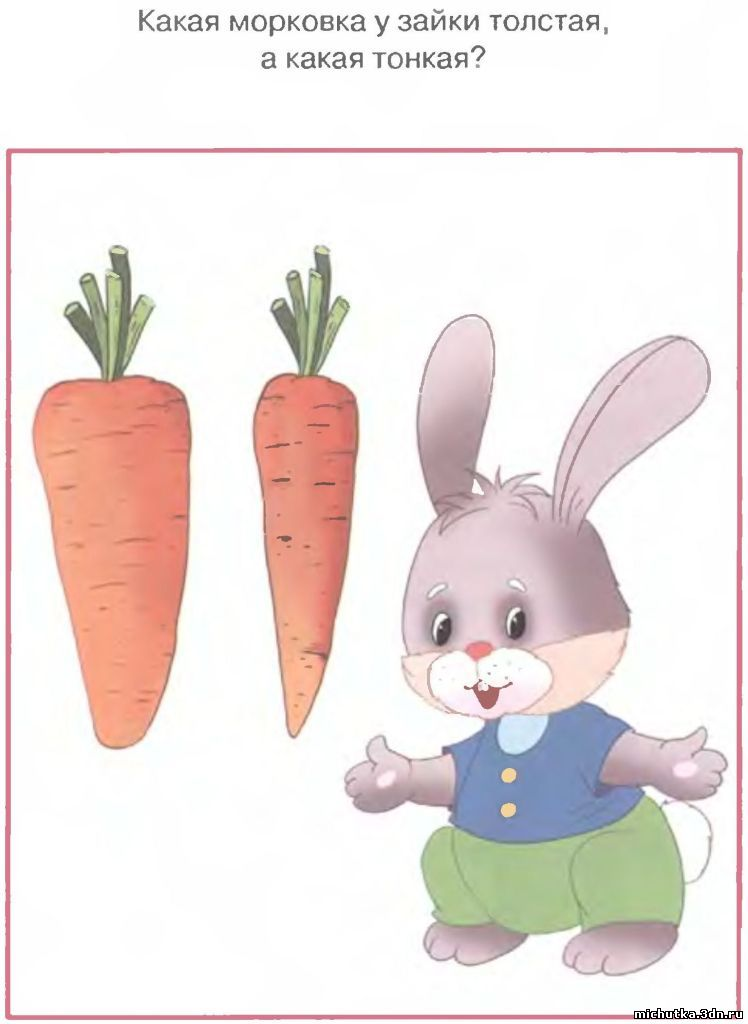 Какая морковка у зайки толстая,
а какая тонкая?
michutka.3dn.ru